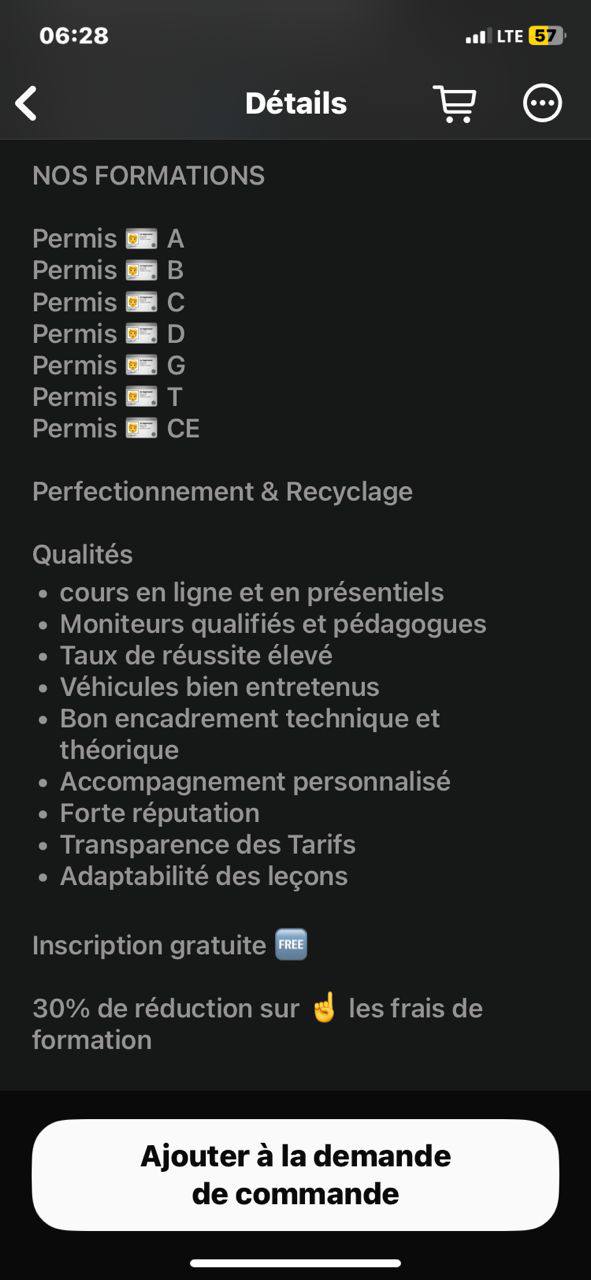 06:28
LTE 57
Détails
NOS FORMATIONS
Permis 🪪 A
Permis 🪪 B
Permis 🪪 C
Permis 🪪 D
Permis 🪪 G
Permis 🪪 T
Permis 🪪 CE
Perfectionnement & Recyclage
Qualités
• cours en ligne et en présentiels
• Moniteurs qualifiés et pédagogues
• Taux de réussite élevé
• Véhicules bien entretenus
• Bon encadrement technique et
théorique
• Accompagnement personnalisé
• Forte réputation
• Transparence des Tarifs
• Adaptabilité des leçons
Inscription gratuite 🆓
30% de réduction sur ☝️ les frais de
formation
Ajouter à la demande
de commande